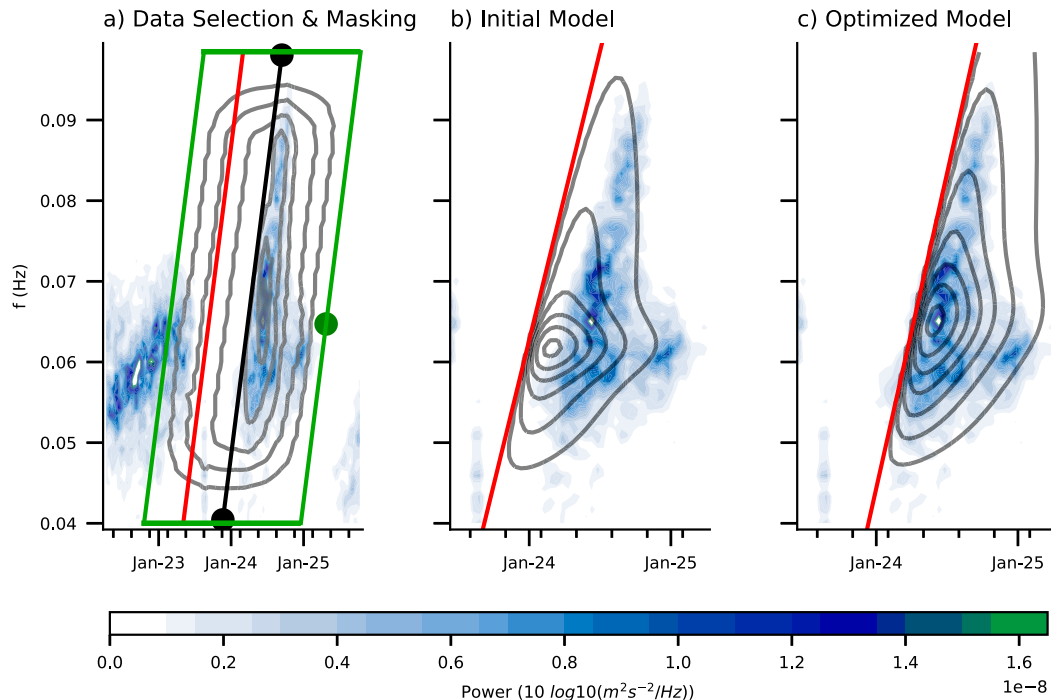 a) Data Selection & Masking
b) Initial Model
c) Optimized Model
f (Hz)
0.09
0.08
0.07
0.06
0.05
0.04
Jan-23
Jan-24
Jan-25
Jan-24
Jan-25
Jan-24
Jan-25
0.0
0.2
0.4
0.6
0.8
1.0
1.2
1.4
1.6
1e−8
Power (10 log10(m²s⁻²/Hz))